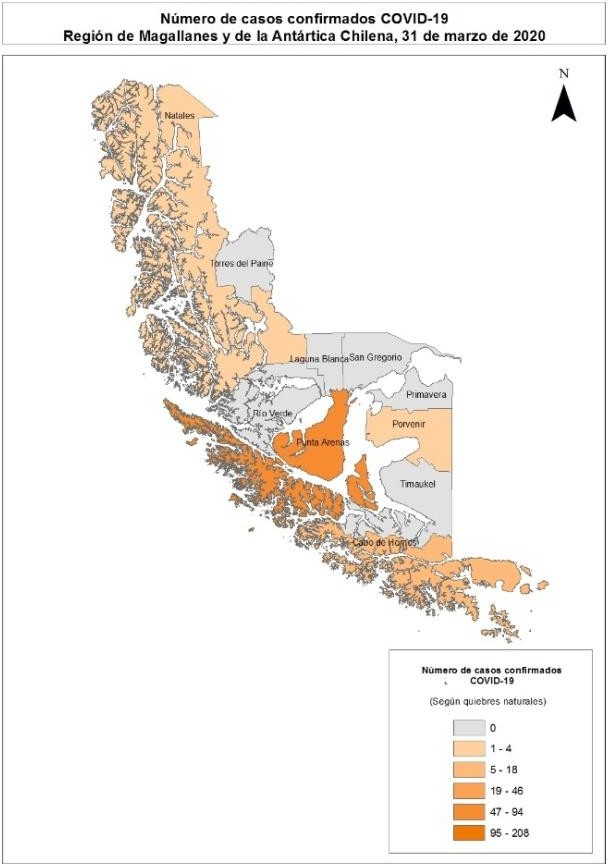 Número de casos confirmados COVID-19
Región de Magallanes y de la Antártica Chilena, 31 de marzo de 2020
N
Natales
Torres del Paine
Laguna Blanca
San Gregorio
Primavera
Río Verde
Porvenir
Punta Arenas
Timaukel
Cabo de Hornos
Número de casos confirmados
COVID-19
(Según quiebres naturales)
0
1 - 4
5 - 18
19 - 46
47 - 94
95 - 208